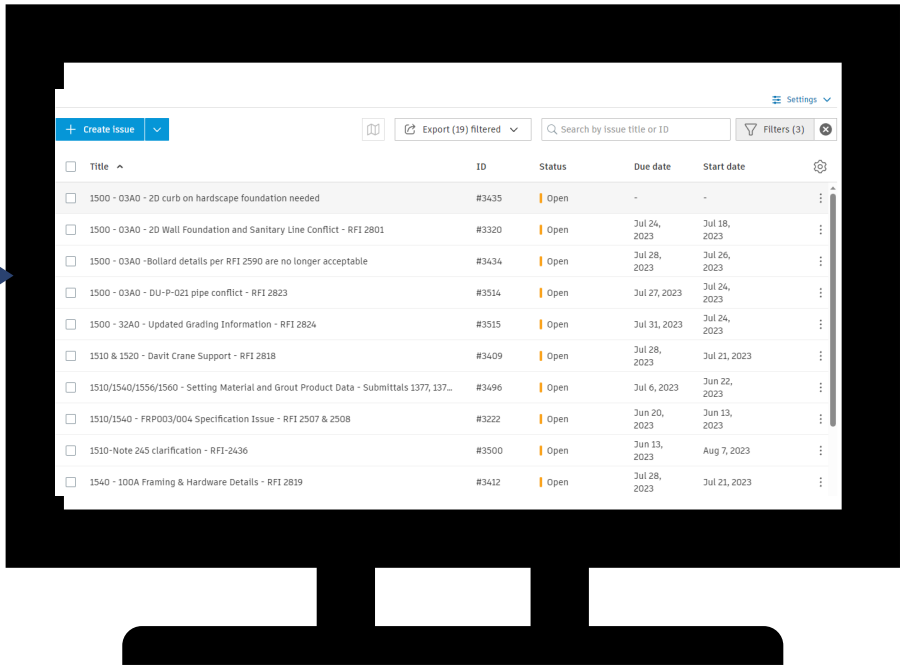 Settings
Create issue
Export (19) filtered
Search by issue title or ID
Filters (3)
Title ID Status Due date Start date
1500 - 03A0 - 2D curb on hardscape foundation needed #3435 Open - -
1500 - 03A0 - 2D Wall Foundation and Sanitary Line Conflict - RFI 2801 #3320 Open Jul 24, 2023 Jul 18, 2023
1500 - 03A0 -Bollard details per RFI 2590 are no longer acceptable #3434 Open Jul 28, 2023 Jul 26, 2023
1500 - 03A0 - DU-P-021 pipe conflict - RFI 2823 #3514 Open Jul 27, 2023 Jul 24, 2023
1500 - 32A0 - Updated Grading Information - RFI 2824 #3515 Open Jul 31, 2023 Jul 24, 2023
1510 & 1520 - Davit Crane Support - RFI 2818 #3409 Open Jul 28, 2023 Jul 21, 2023
1510/1540/1556/1560 - Setting Material and Grout Product Data - Submittals 1377, 137... #3496 Open Jul 6, 2023 Jun 22, 2023
1510/1540 - FRP003/004 Specification Issue - RFI 2507 & 2508 #3222 Open Jun 20, 2023 Jun 13, 2023
1510-Note 245 clarification - RFI-2436 #3500 Open Jun 13, 2023 Aug 7, 2023
1540 - 100A Framing & Hardware Details - RFI 2819 #3412 Open Jul 28, 2023 Jul 21, 2023